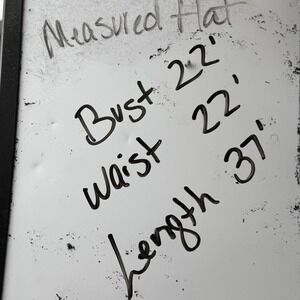 Measured flat
Bust 22'
Waist 22'
Length 37'